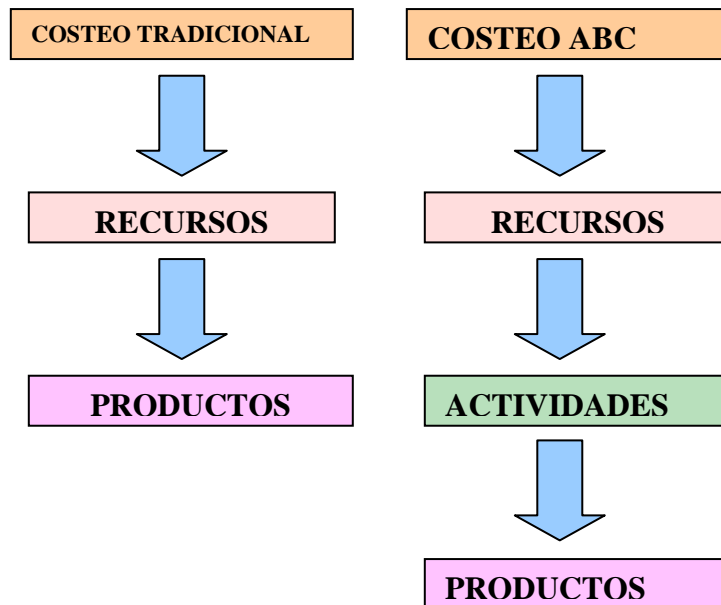 COSTEO TRADICIONAL
RECURSOS
PRODUCTOS
COSTEO ABC
RECURSOS
ACTIVIDADES
PRODUCTOS